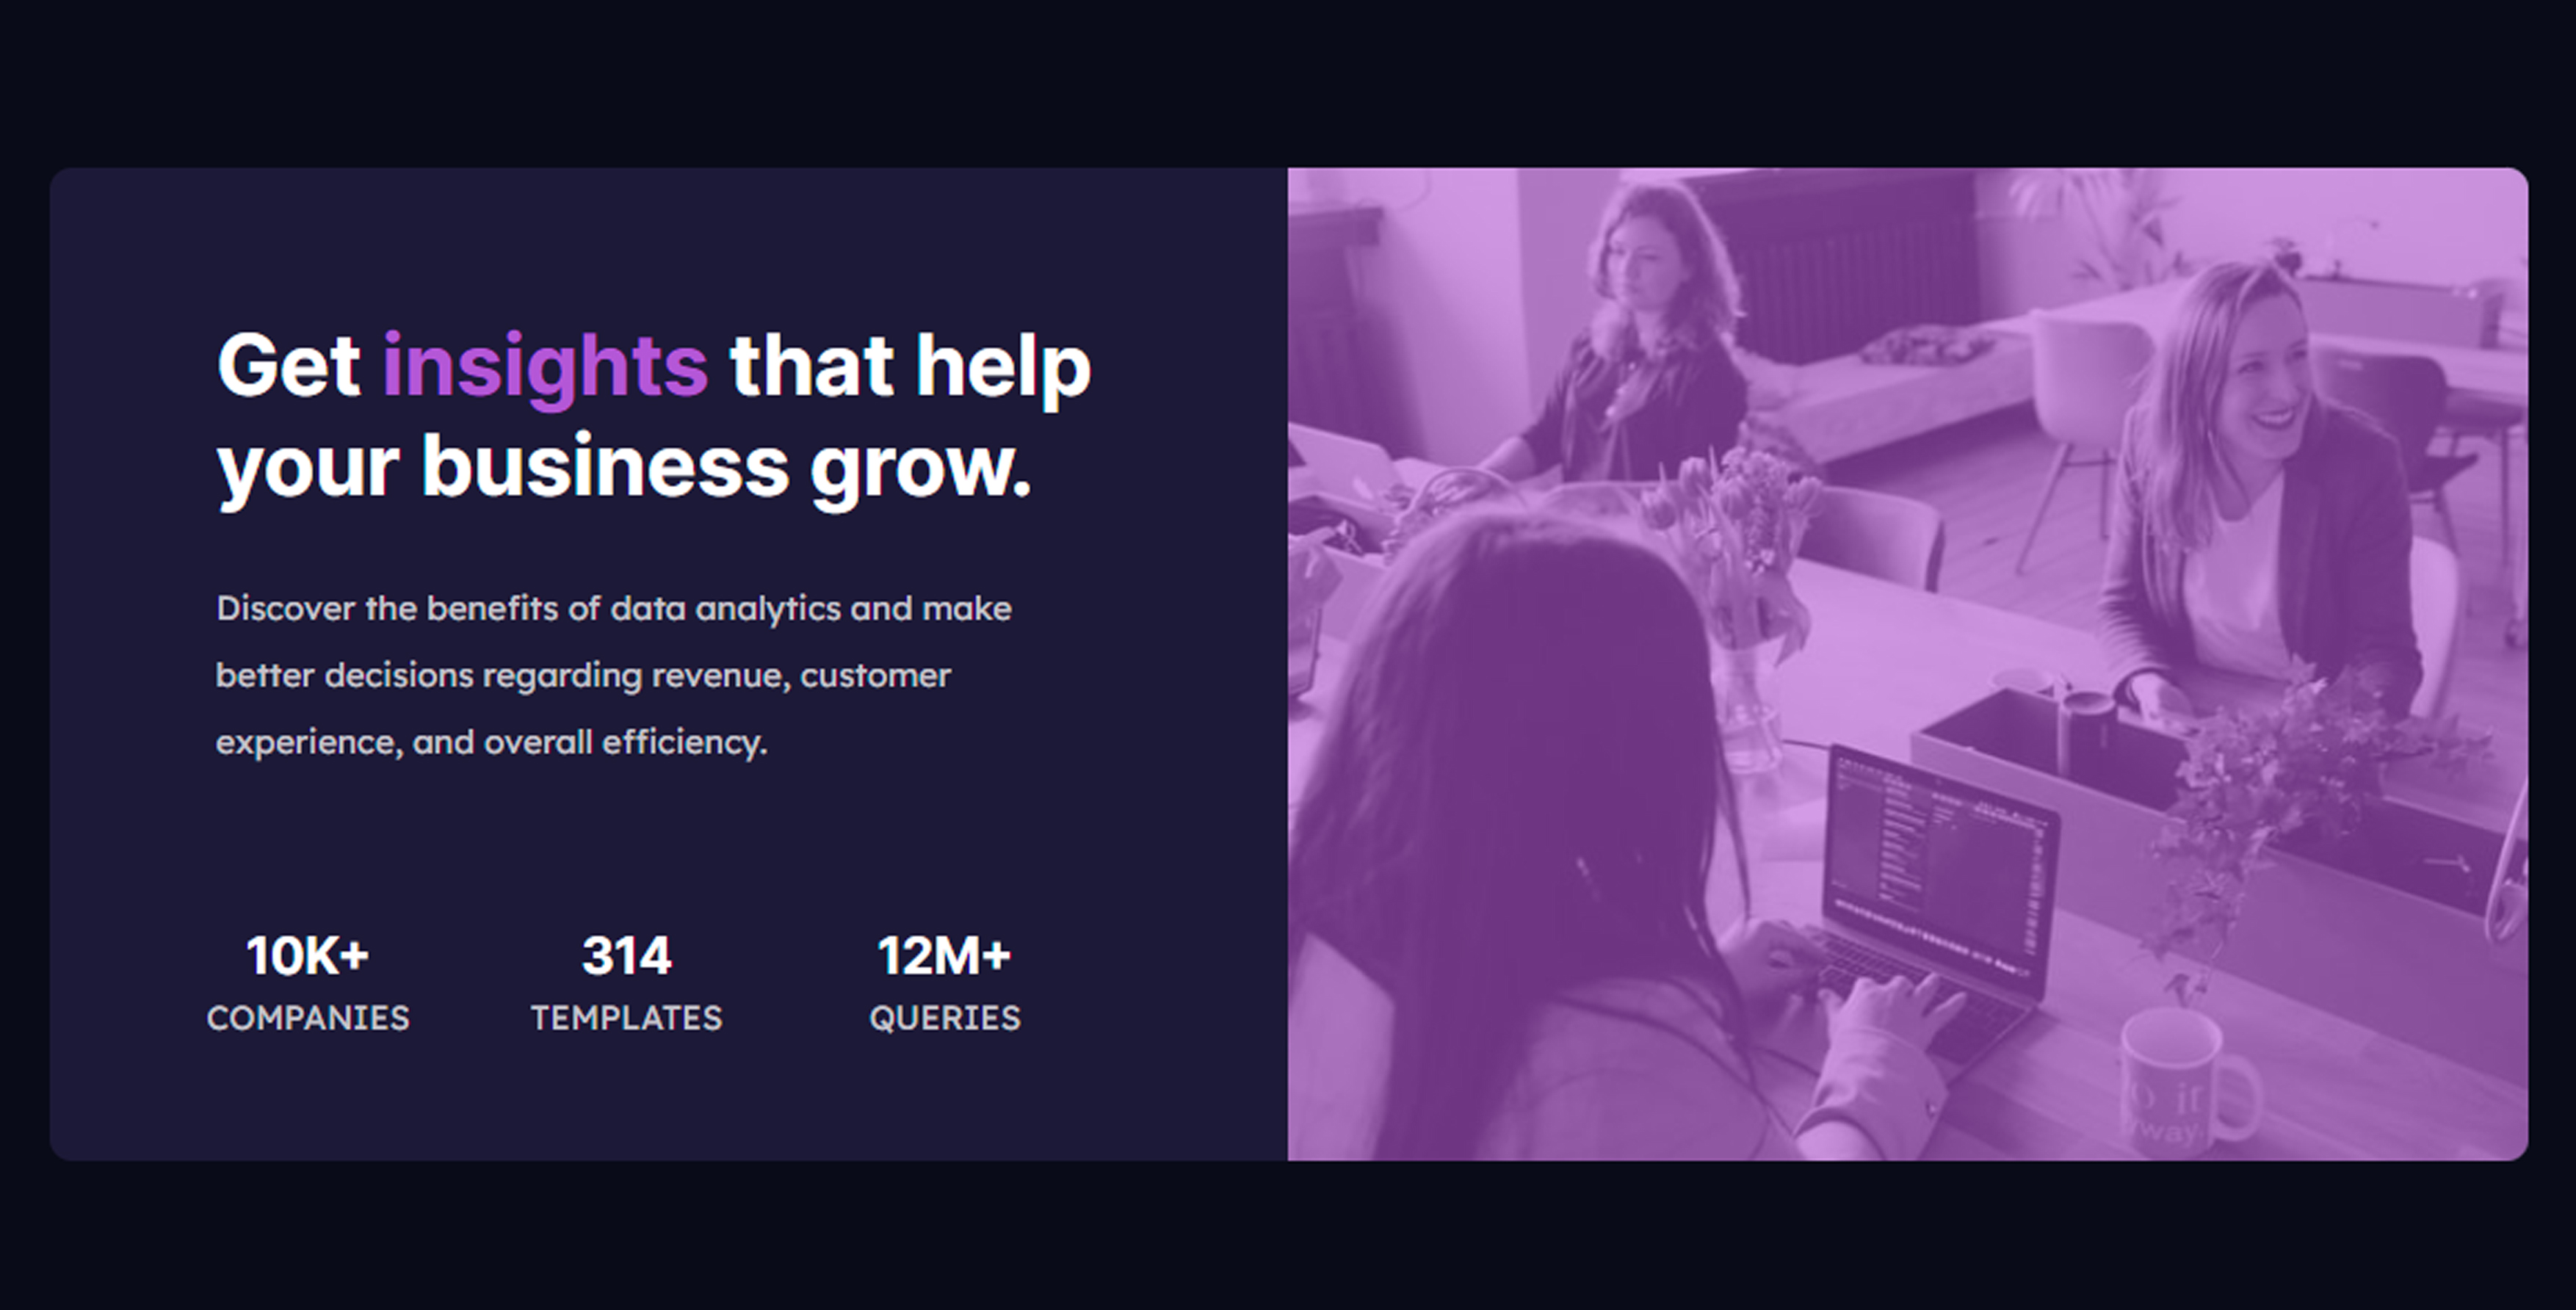 Get insights that help
your business grow.
Discover the benefits of data analytics and make
better decisions regarding revenue, customer
experience, and overall efficiency.
10K+ 314 12M+
COMPANIES TEMPLATES QUERIES
it